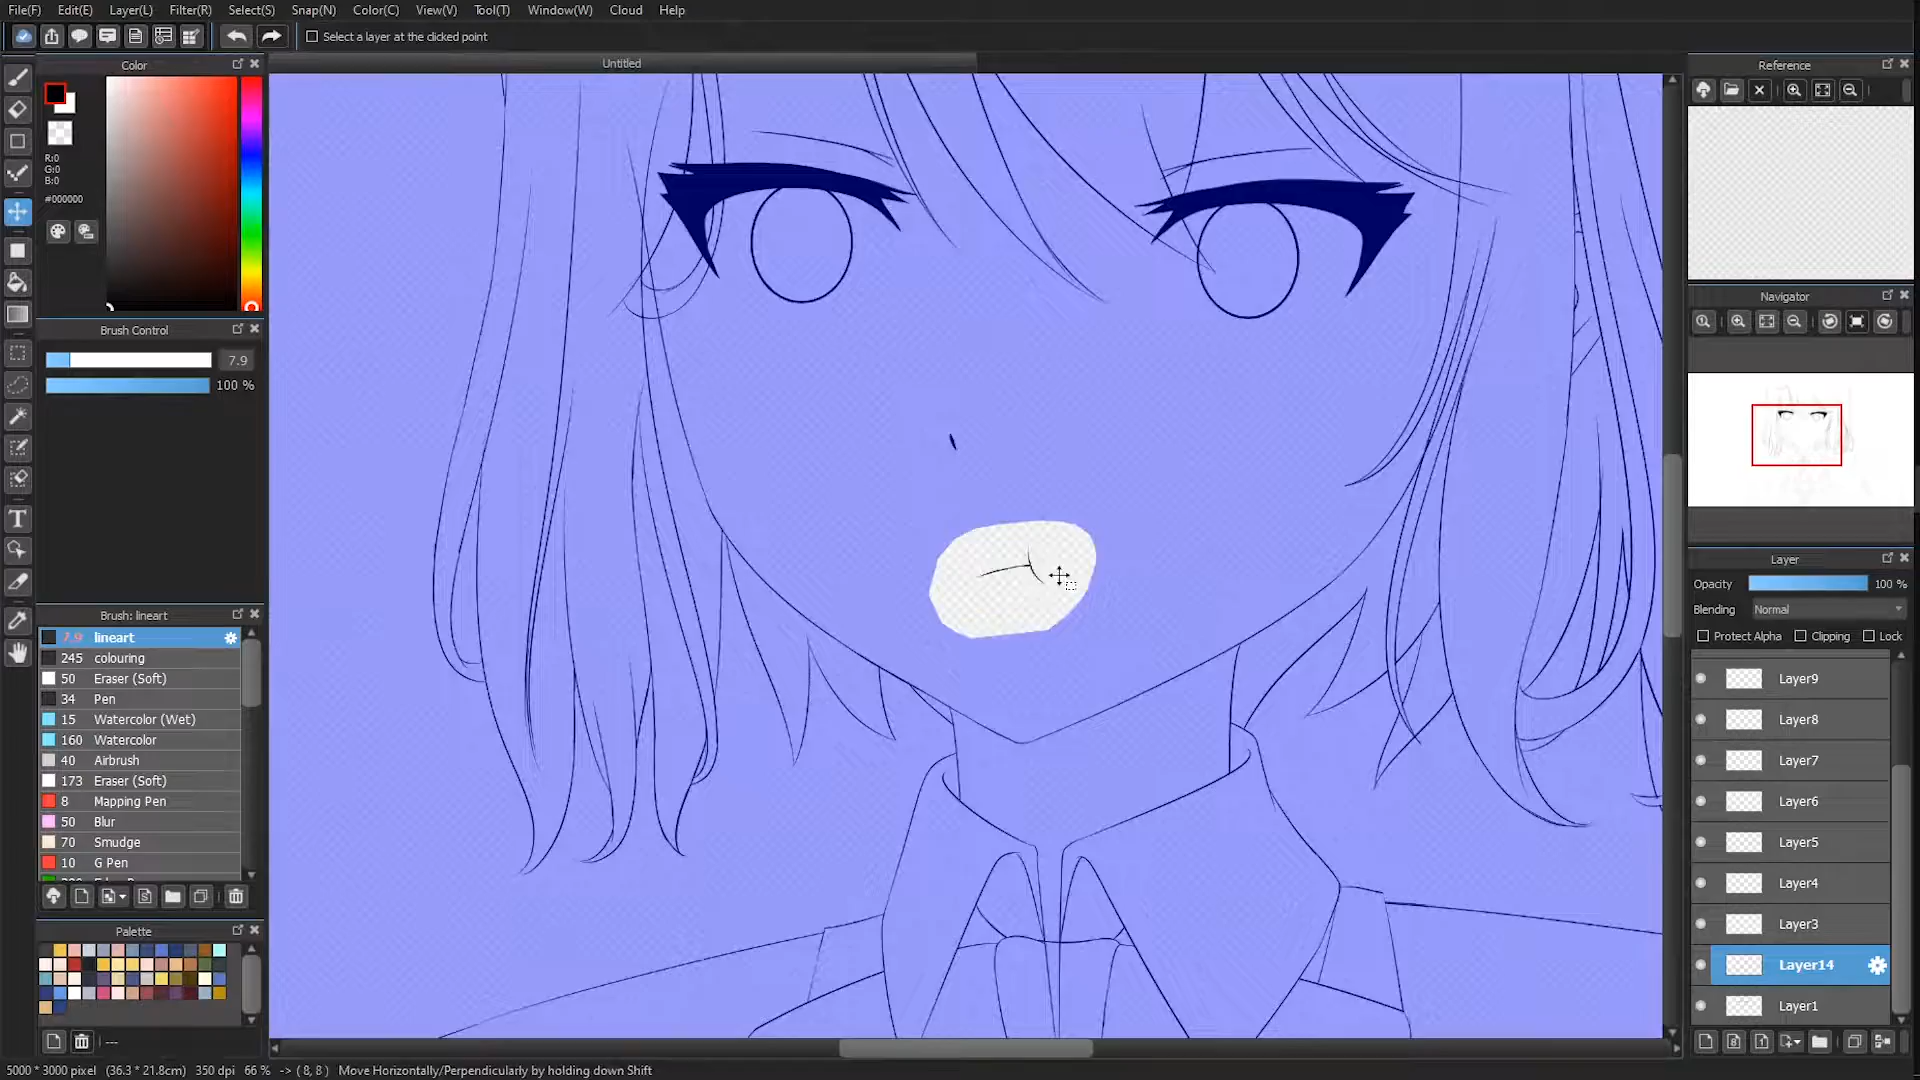 File(F) Edit(E) Layer(L) Filter(R) Select(S) Snap(N) Color(C) View(V) Tool(T) Window(W) Cloud Help
Select a layer at the clicked point
Color
R:0
G:0
B:0
#000000
Brush Control
7.9
100 %
Brush: lineart
7.9 lineart
245 colouring
50 Eraser (Soft)
34 Pen
15 Watercolor (Wet)
160 Watercolor
40 Airbrush
173 Eraser (Soft)
8 Mapping Pen
50 Blur
70 Smudge
10 G Pen
Palette
---
Untitled
Reference
Navigator
Layer
Opacity 100 %
Blending Normal
Protect Alpha Clipping Lock
Layer9
Layer8
Layer7
Layer6
Layer5
Layer4
Layer3
Layer14
Layer1
5000 * 3000 pixel (36.3 * 21.8cm) 350 dpi 66 % -> ( 8, 8 ) Move Horizontally/Perpendicularly by holding down Shift